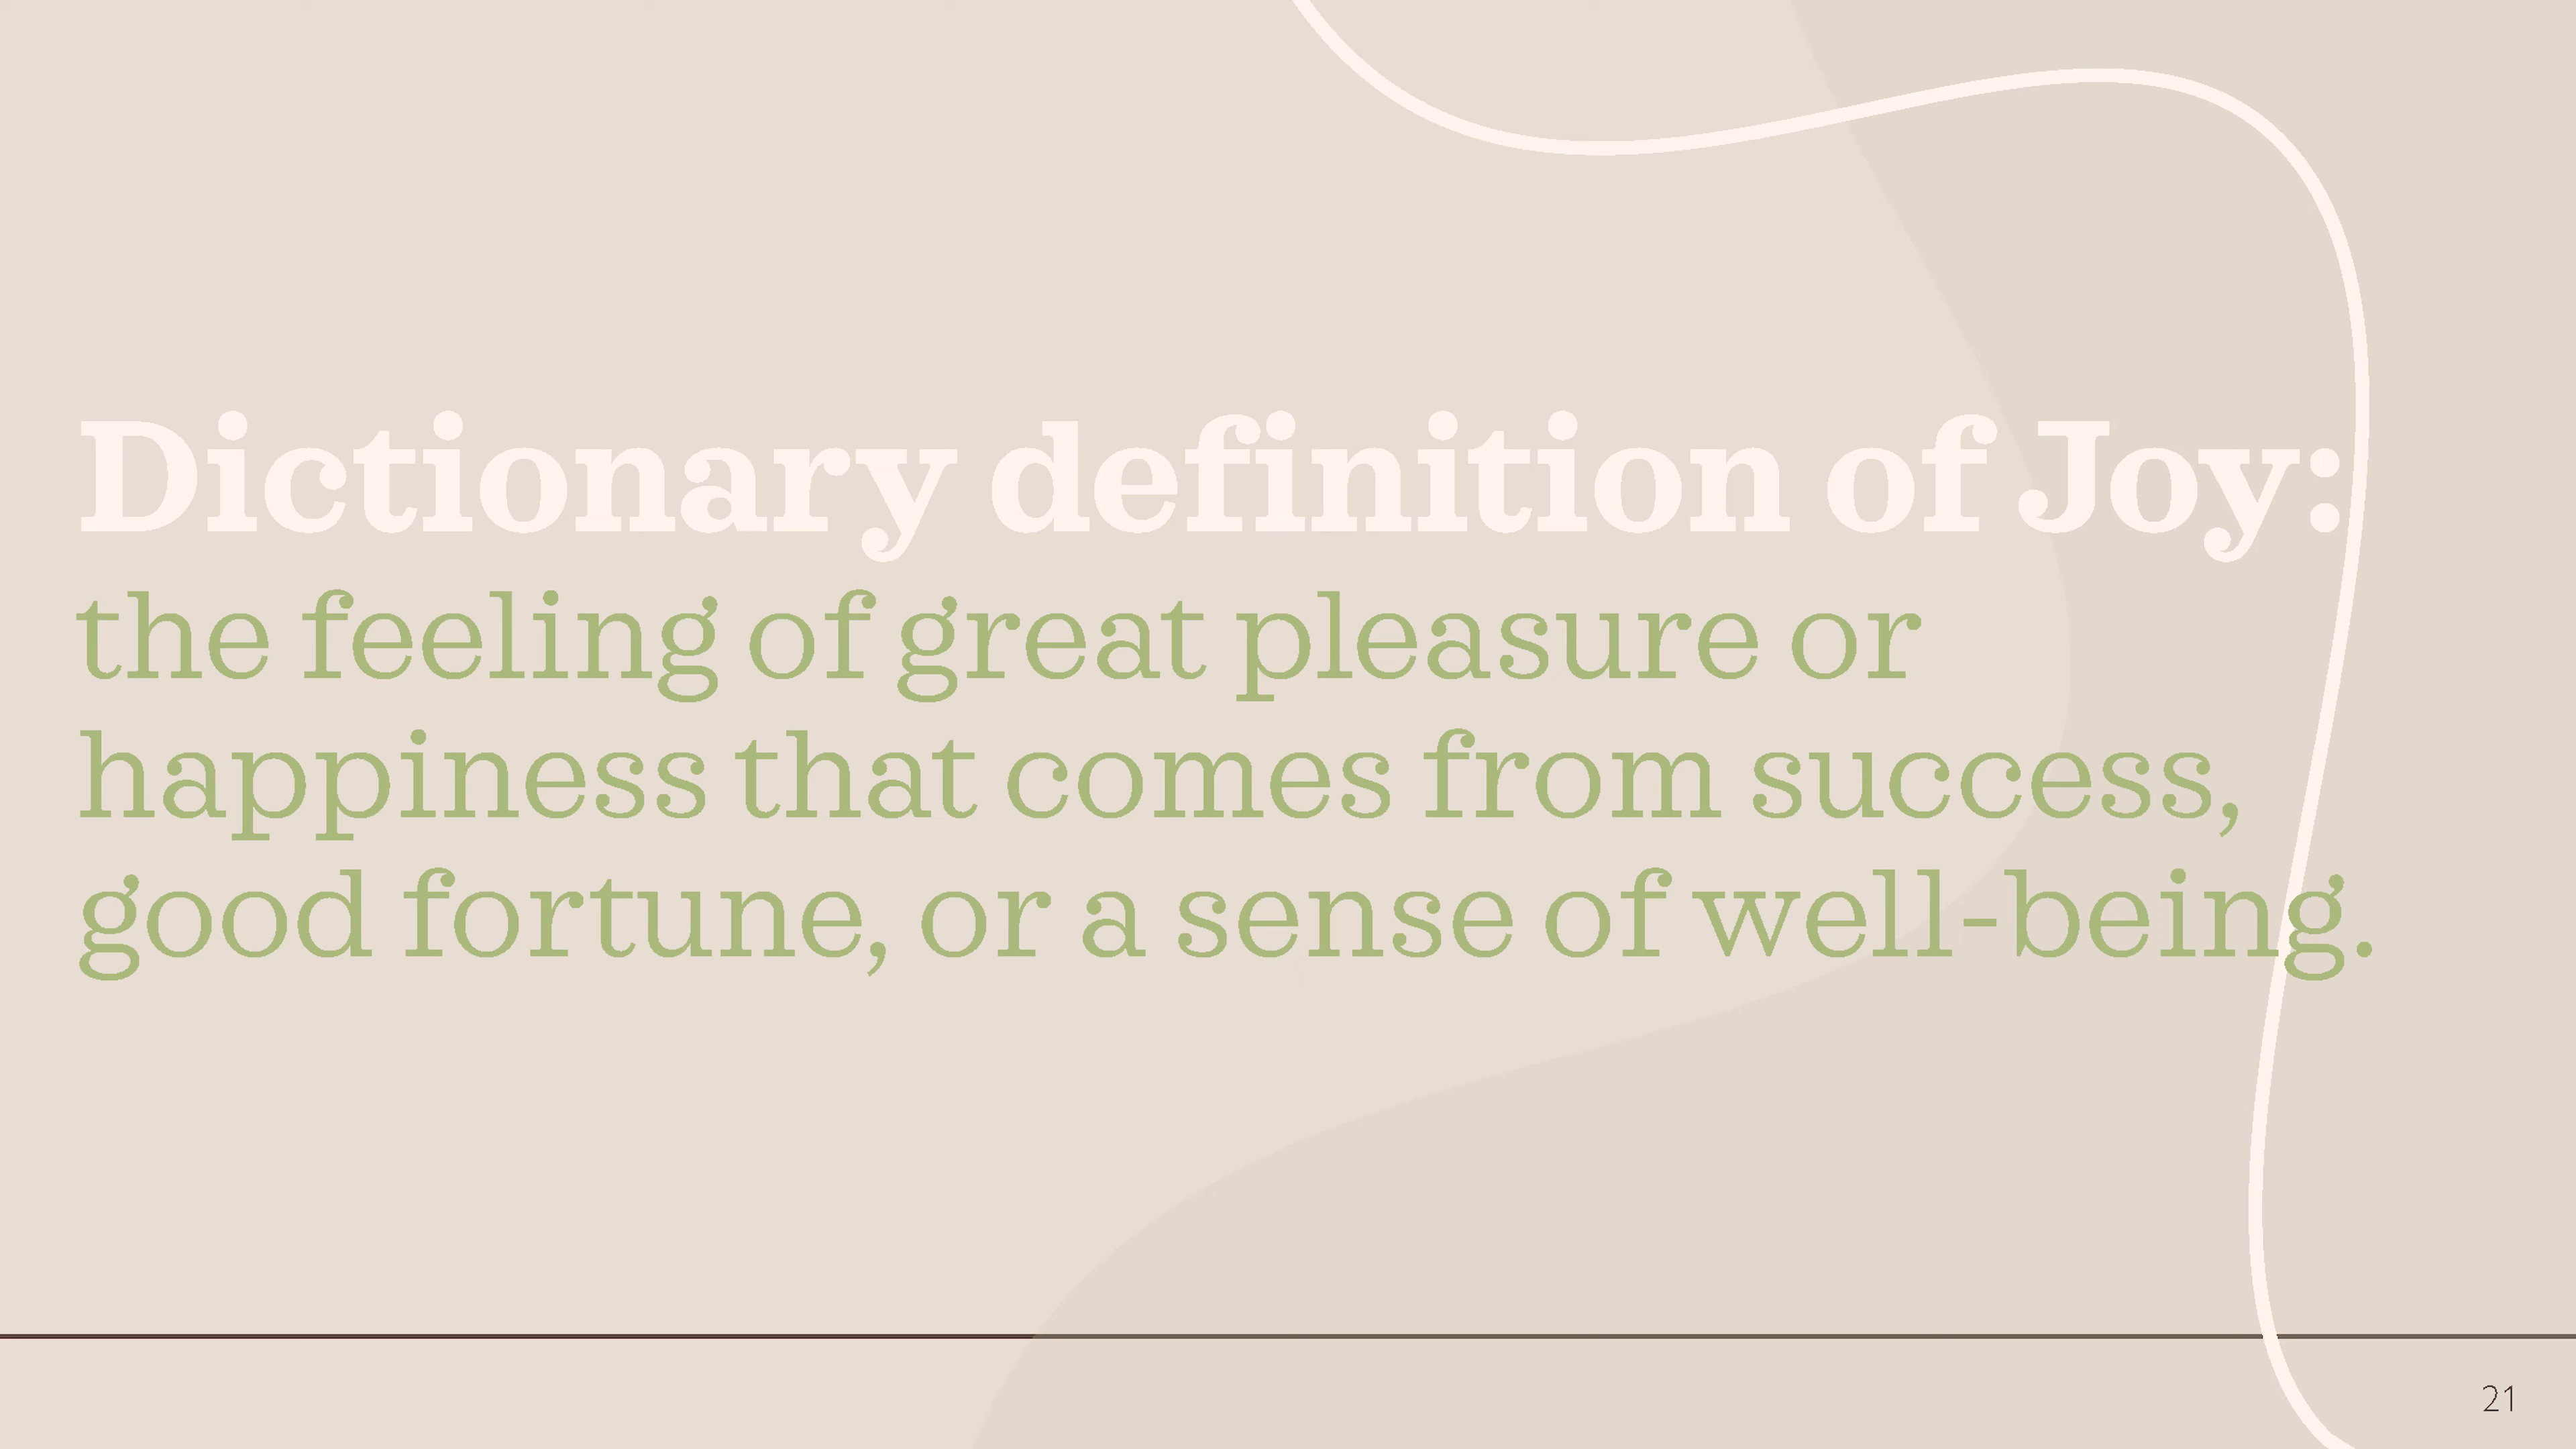 Dictionary definition of Joy:
the feeling of great pleasure or
happiness that comes from success,
good fortune, or a sense of well-being.
21